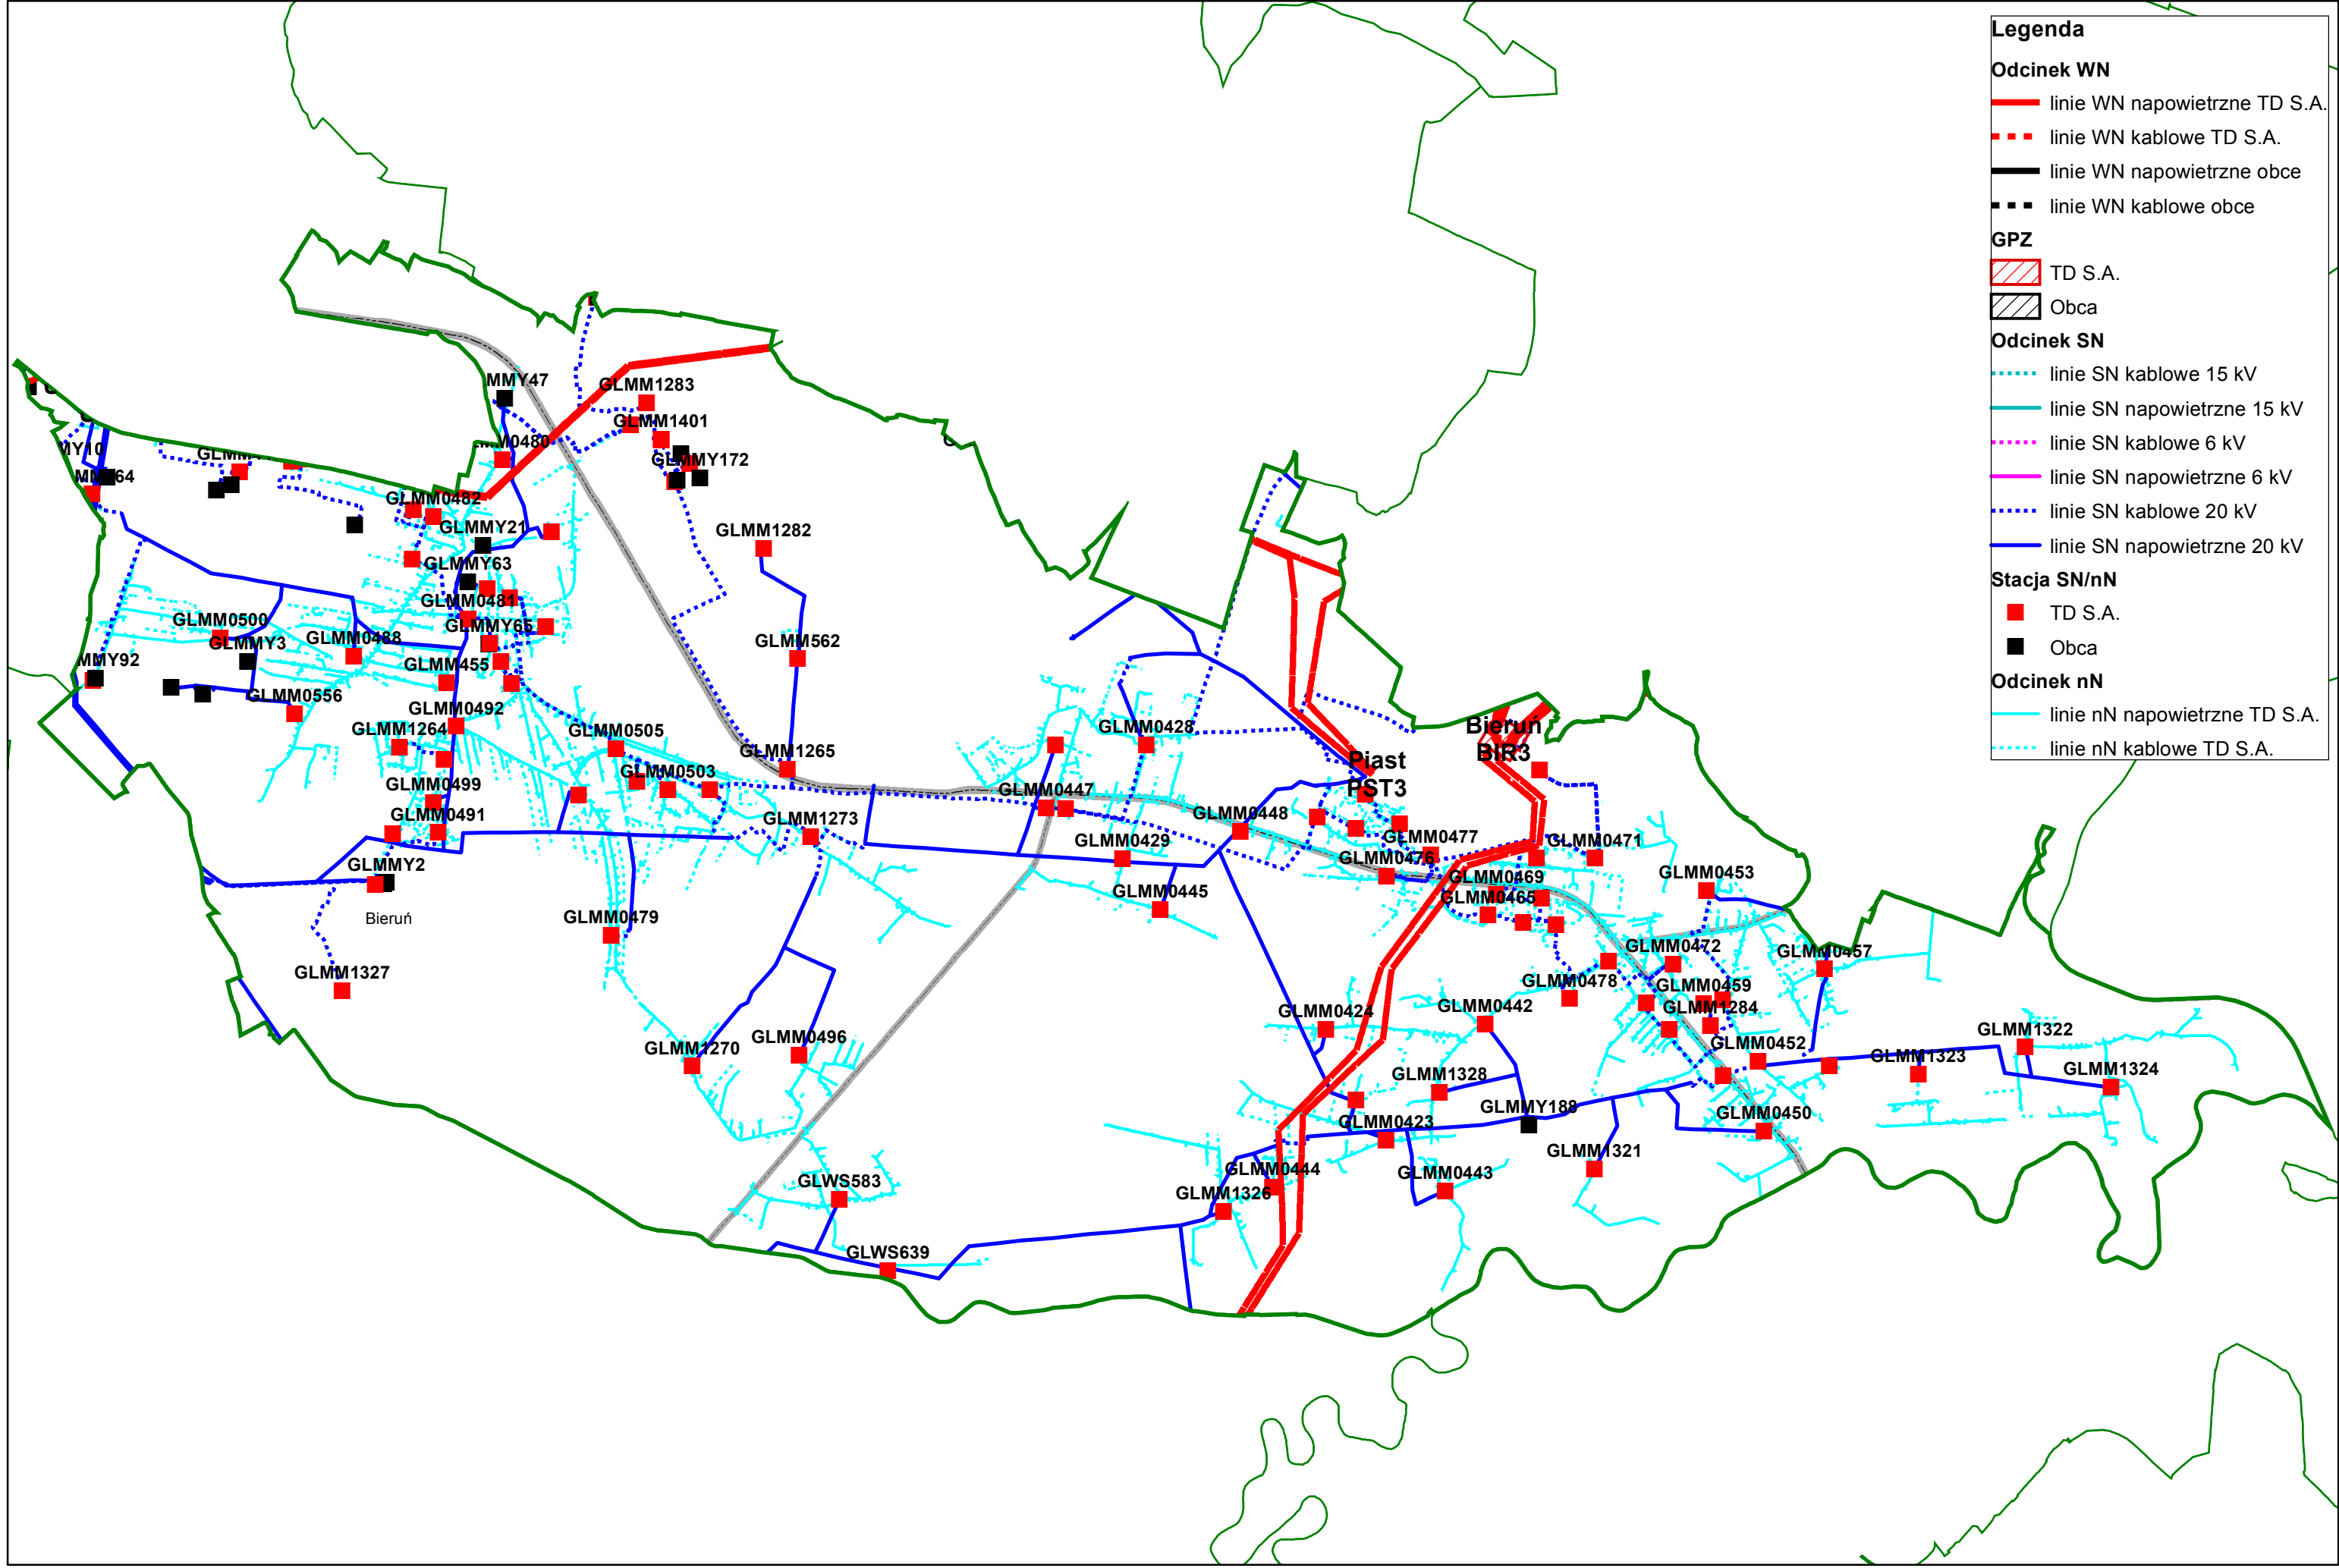 Legenda
Odcinek WN
linie WN napowietrzne TD S.A.
linie WN kablowe TD S.A.
linie WN napowietrzne obce
linie WN kablowe obce
GPZ
TD S.A.
Obca
Odcinek SN
linie SN kablowe 15 kV
linie SN napowietrzne 15 kV
linie SN kablowe 6 kV
linie SN napowietrzne 6 kV
linie SN kablowe 20 kV
linie SN napowietrzne 20 kV
Stacja SN/nN
TD S.A.
Obca
Odcinek nN
linie nN napowietrzne TD S.A.
linie nN kablowe TD S.A.
MMY47
GLMM1283
GLMM1401
GLMMY172
GLMM0482
GLMMY21
GLMM1282
GLMMY63
GLMM0481
GLMM0500
GLMMY65
GLMMY3
GLMM0488
GLMM562
MMY92
GLMM455
GLMM0556
GLMM0492
GLMM1264
GLMM0505
GLMM0428
Bieruń
BIR3
GLMM1265
Piast
PST3
GLMM0503
GLMM0499
GLMM0447
GLMM0491
GLMM1273
GLMM0448
GLMM0429
GLMM0477
GLMM0471
GLMM0476
GLMMY2
GLMM0469
GLMM0453
GLMM0445
GLMM0465
Bieruń
GLMM0479
GLMM0472
GLMM0457
GLMM1327
GLMM0478
GLMM0459
GLMM0442
GLMM1284
GLMM0424
GLMM0496
GLMM1270
GLMM0452
GLMM1322
GLMM1323
GLMM1324
GLMM1328
GLMMY188
GLMM0423
GLMM0450
GLMM1321
GLMM0444
GLMM0443
GLWS583
GLMM1326
GLWS639